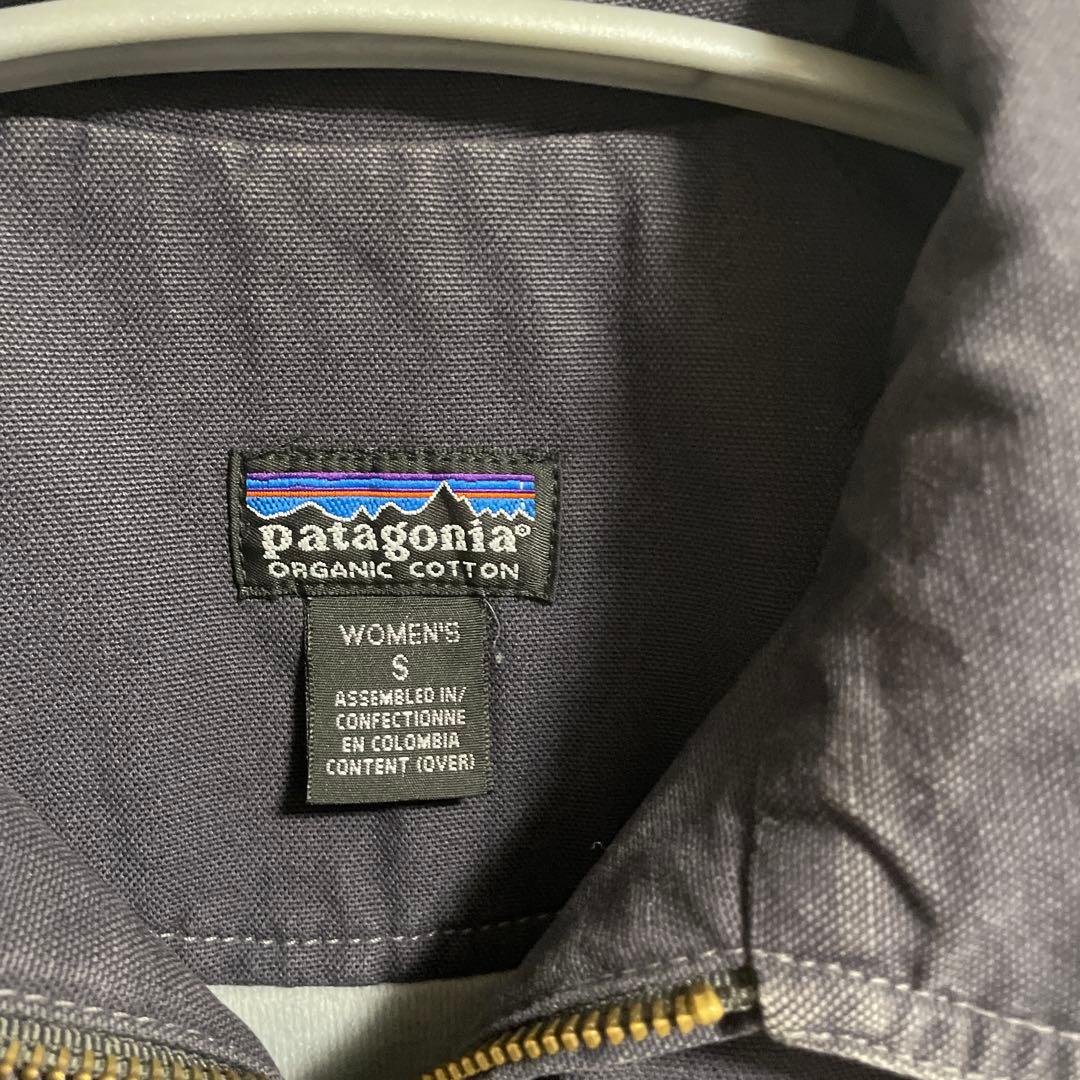 patagonia®
ORGANIC COTTON
WOMEN'S
S
ASSEMBLED IN/
CONFECTIONNE
EN COLOMBIA
CONTENT (OVER)